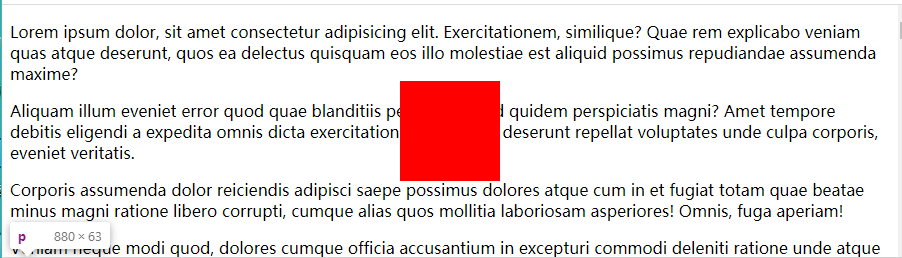 Lorem ipsum dolor, sit amet consectetur adipisicing elit. Exercitationem, similique? Quae rem explicabo veniam
quas atque deserunt, quos ea delectus quisquam eos illo molestiae est aliquid possimus repudiandae assumenda
maxime?
Aliquam illum eveniet error quod quae blanditiis quidem perspiciatis magni? Amet tempore
debitis eligendi a expedita omnis dicta exercitation deserunt repellat voluptates unde culpa corporis,
eveniet veritatis.
Corporis assumenda dolor reiciendis adipisci saepe possimus dolores atque cum in et fugiat totam quae beatae
minus magni ratione libero corrupti, cumque alias quos mollitia laboriosam asperiores! Omnis, fuga aperiam!
p 880 × 63
neque modi quod, dolores cumque officia accusantium in excepturi commodi deleniti ratione unde atque